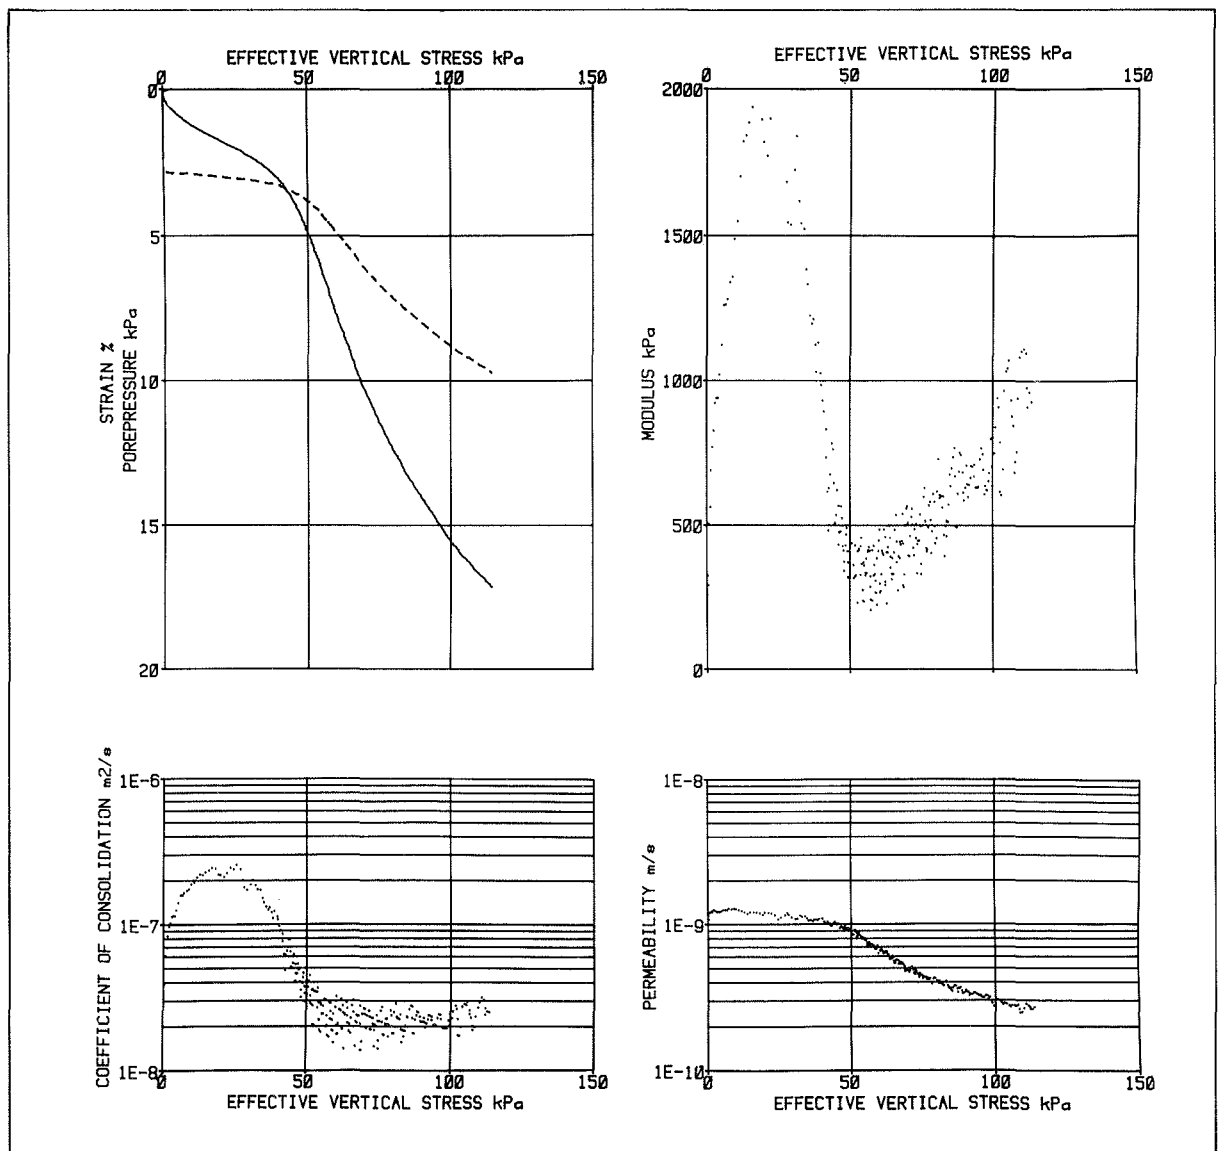 EFFECTIVE VERTICAL STRESS kPa
0 50 100 150
0
5
10
15
20
STRAIN %
POREPRESSURE kPa
EFFECTIVE VERTICAL STRESS kPa
0 50 100 150
2000
1500
1000
500
0
MODULUS kPa
1E-6
1E-7
1E-8
COEFFICIENT OF CONSOLIDATION m2/s
0 50 100 150
EFFECTIVE VERTICAL STRESS kPa
1E-8
1E-9
1E-10
PERMEABILITY m/s
0 50 100 150
EFFECTIVE VERTICAL STRESS kPa